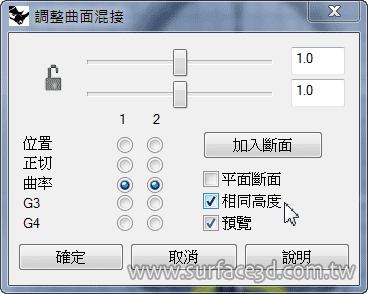 調整曲面混接
1.0
1.0
1 2
位置
正切
曲率
G3
G4
加入斷面
平面斷面
相同高度
預覽
確定 取消 說明
www.surface3d.com.tw